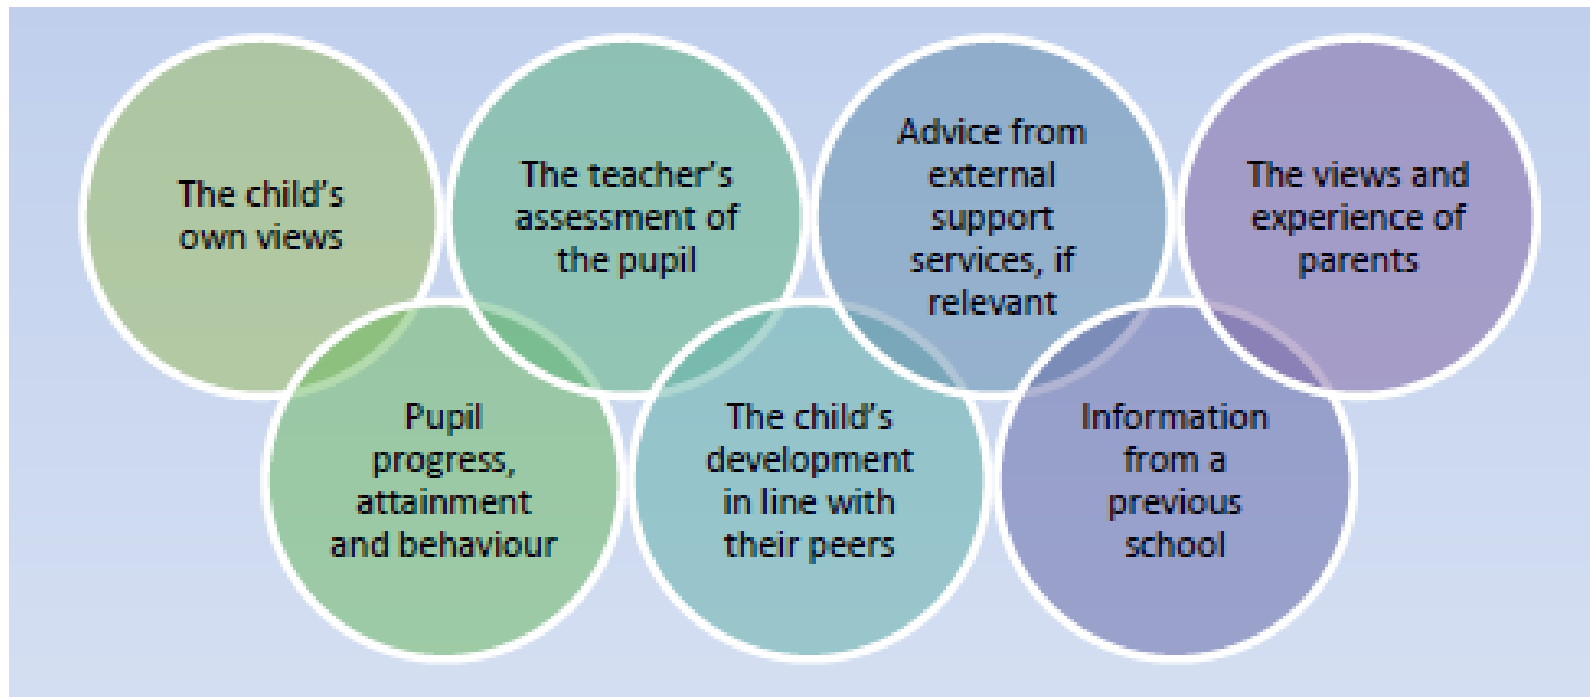 The child's
own views
The teacher's
assessment of
the pupil
Advice from
external
support
services, if
relevant
The views and
experience of
parents
Pupil
progress,
attainment
and behaviour
The child's
development
in line with
their peers
Information
from a
previous
school